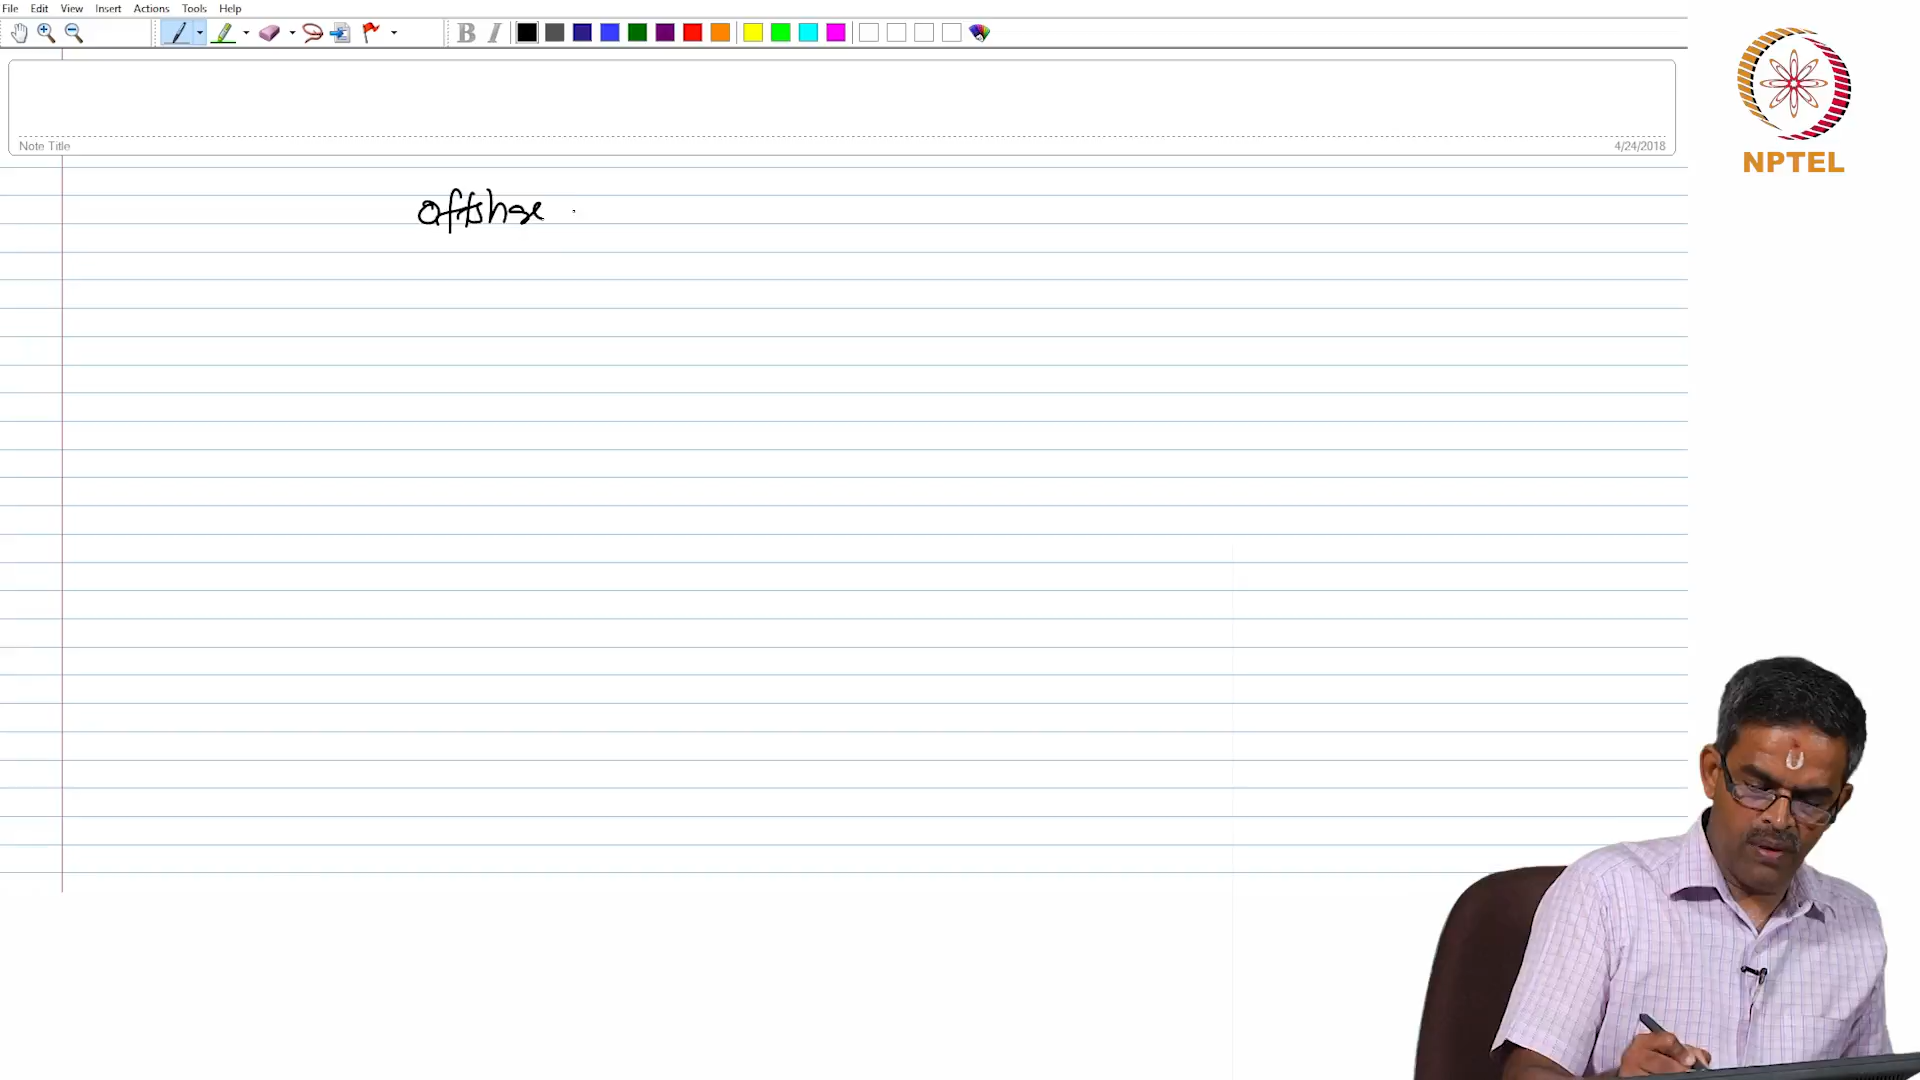 File Edit View Insert Actions Tools Help
B I
Note Title
4/24/2018
NPTEL
offshore